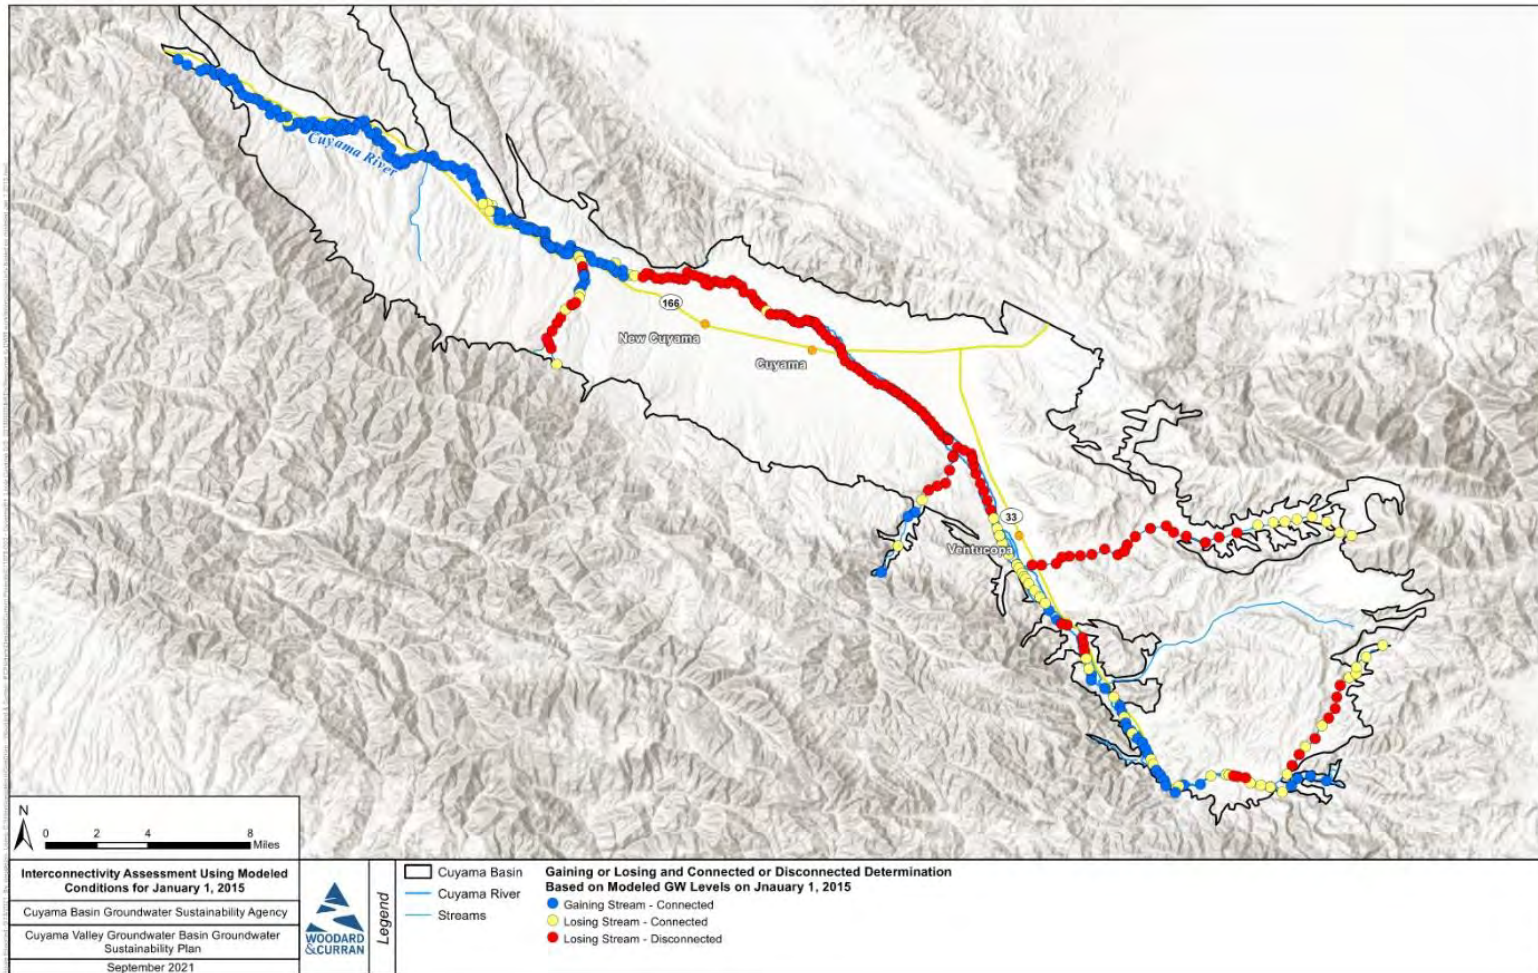 Cuyama River
166
New Cuyama
Cuyama
33
Ventucopa
N
0 2 4 8
Miles
Interconnectivity Assessment Using Modeled
Conditions for January 1, 2015
Cuyama Basin Groundwater Sustainability Agency
Cuyama Valley Groundwater Basin Groundwater
Sustainability Plan
September 2021
WOODARD
&CURRAN
Legend
Cuyama Basin
Cuyama River
Streams
Gaining or Losing and Connected or Disconnected Determination
Based on Modeled GW Levels on Jnauary 1, 2015
Gaining Stream - Connected
Losing Stream - Connected
Losing Stream - Disconnected